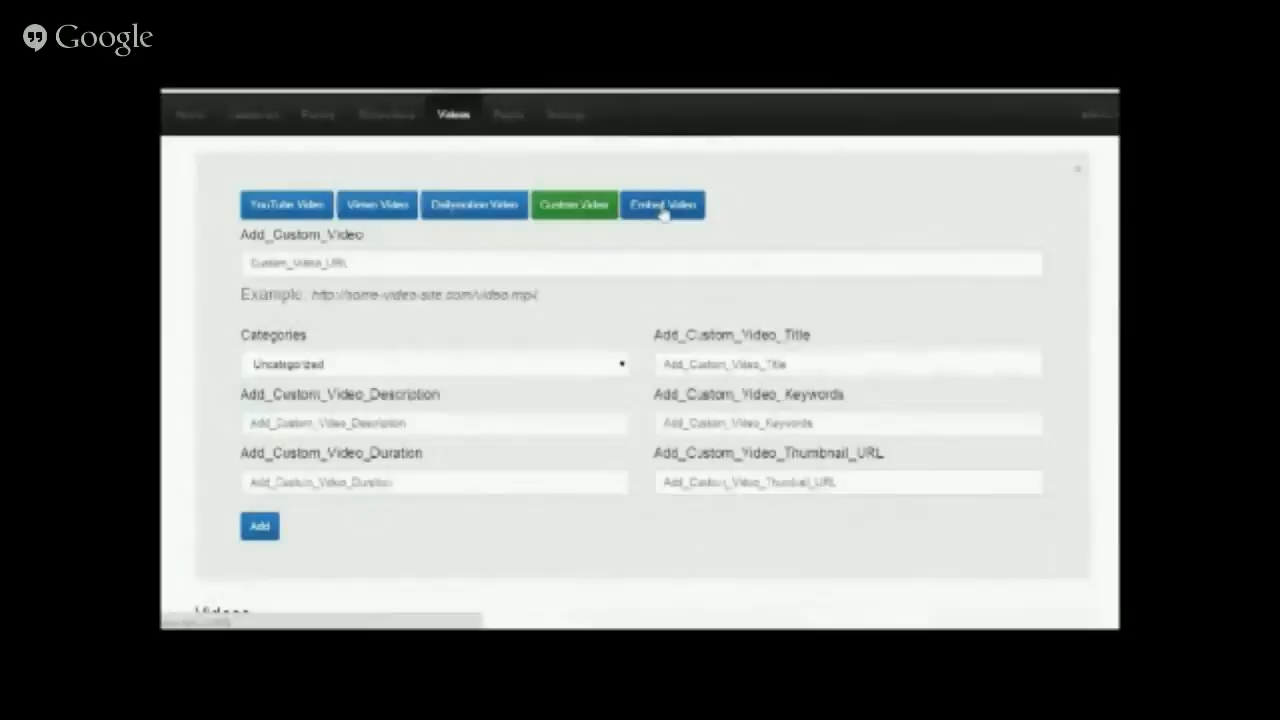 Google
Videos
YouTube Video Vimeo Video Dailymotion Video Custom Video Embed Video
Add_Custom_Video
Custom_Video_URL
Example: http://some-video-site.com/video.mp4
Categories Add_Custom_Video_Title
Uncategorized Add_Custom_Video_Title
Add_Custom_Video_Description Add_Custom_Video_Keywords
Add_Custom_Video_Description Add_Custom_Video_Keywords
Add_Custom_Video_Duration Add_Custom_Video_Thumbnail_URL
Add_Custom_Video_Duration Add_Custom_Video_Thumbnail_URL
Add
Videos